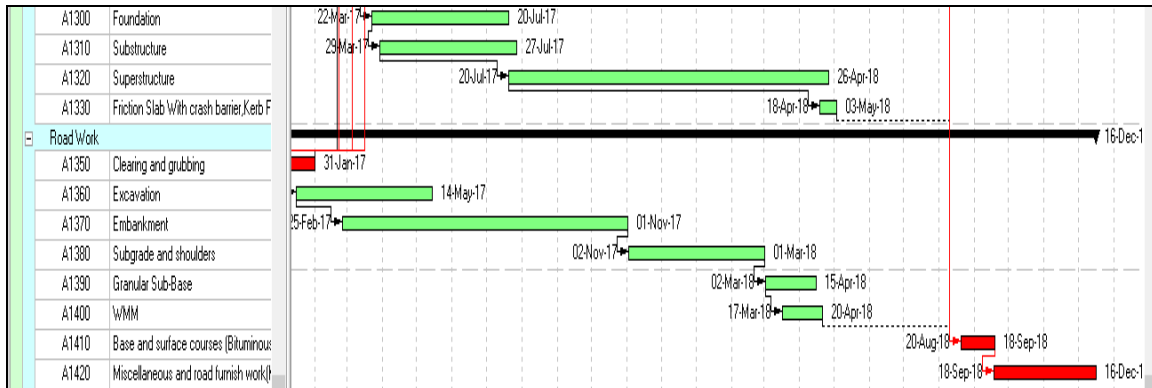 A1300 Foundation 22-Mar-17 20-Jul-17
A1310 Substructure 29-Mar-17 27-Jul-17
A1320 Superstructure 20-Jul-17 26-Apr-18
A1330 Friction Slab With crash barrier,Kerb F 18-Apr-18 03-May-18
Road Work 16-Dec-1
A1350 Clearing and grubbing 31-Jan-17
A1360 Excavation 14-May-17
A1370 Embankment 25-Feb-17 01-Nov-17
A1380 Subgrade and shoulders 02-Nov-17 01-Mar-18
A1390 Granular Sub-Base 02-Mar-18 15-Apr-18
A1400 WMM 17-Mar-18 20-Apr-18
A1410 Base and surface courses (Bituminous 20-Aug-18 18-Sep-18
A1420 Miscellaneous and road furnish work( 18-Sep-18 16-Dec-1